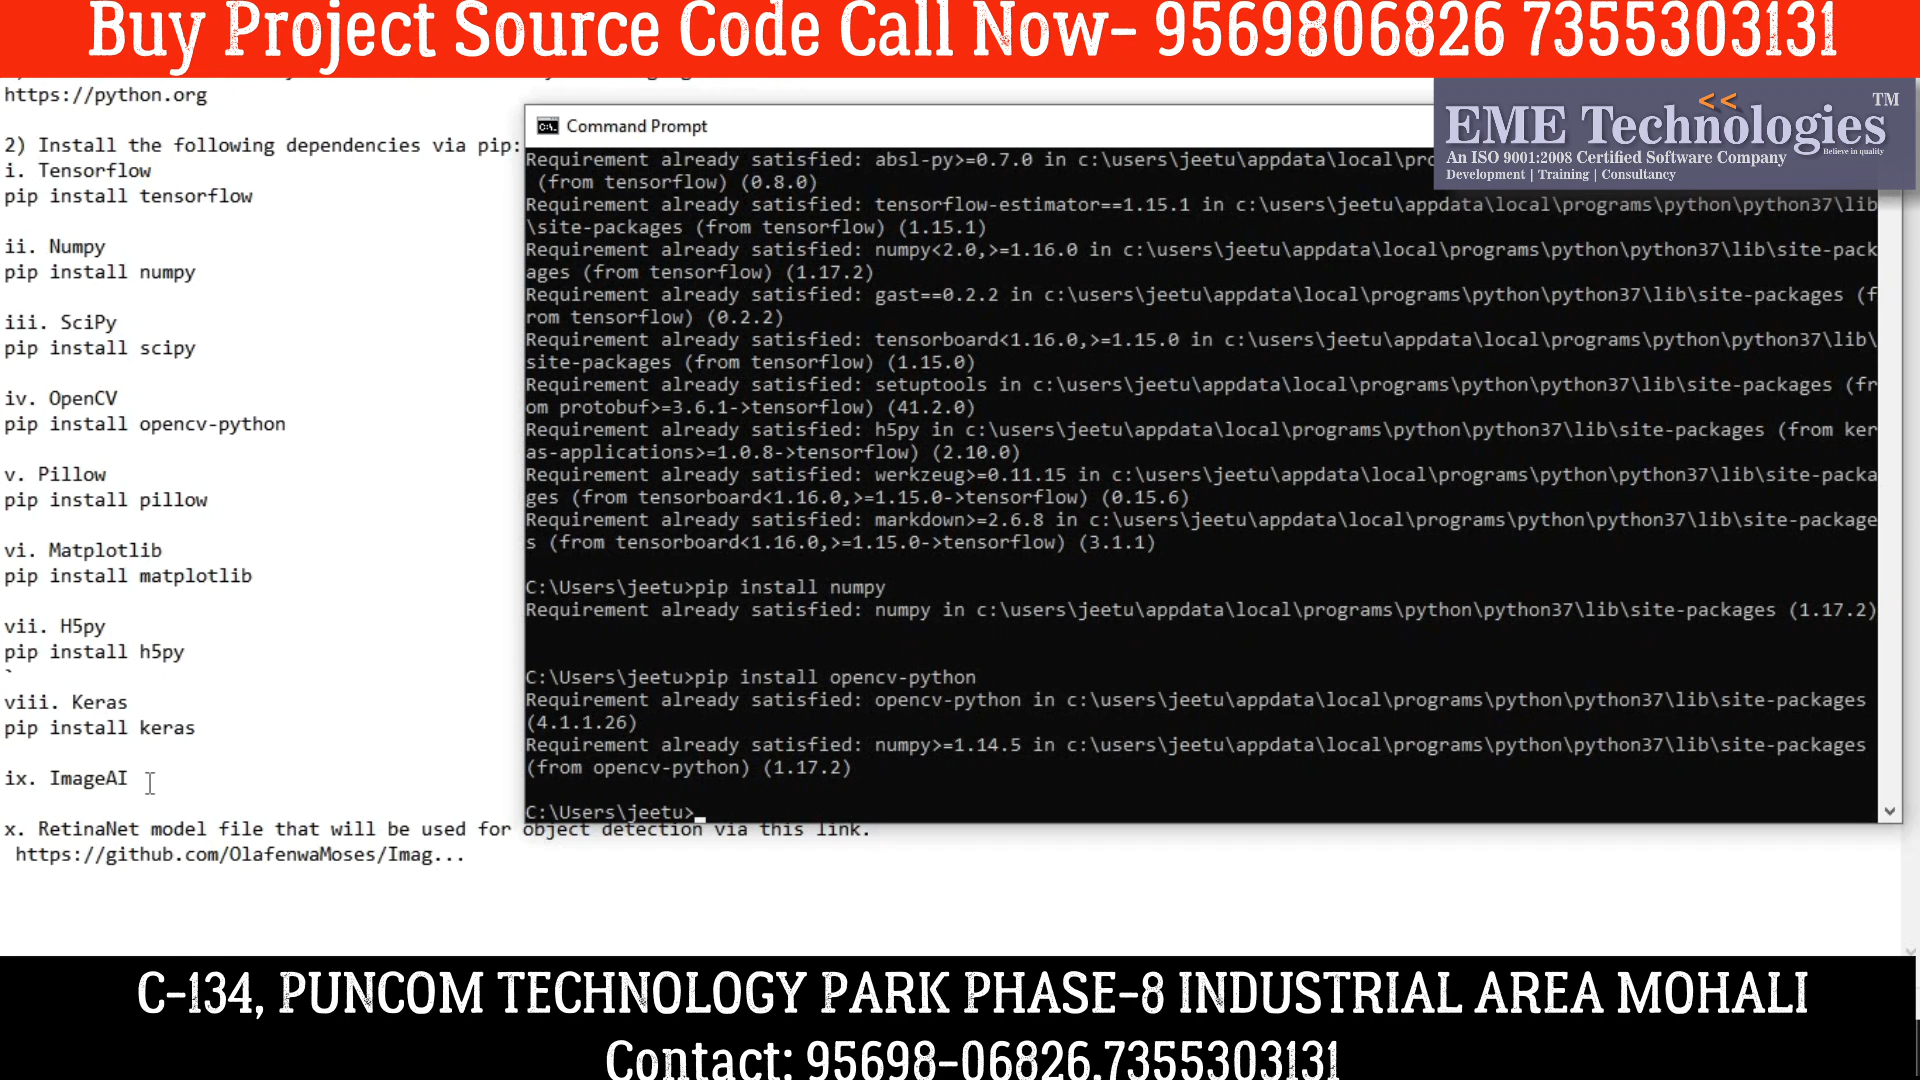 Buy Project Source Code Call Now- 9569806826 7355303131
https://python.org
2) Install the following dependencies via pip:
i. Tensorflow
pip install tensorflow
ii. Numpy
pip install numpy
iii. SciPy
pip install scipy
iv. OpenCV
pip install opencv-python
v. Pillow
pip install pillow
vi. Matplotlib
pip install matplotlib
vii. H5py
pip install h5py
`
viii. Keras
pip install keras
ix. ImageAI
x. RetinaNet model file that will be used for object detection via this link.
https://github.com/OlafenwaMoses/Imag...
Command Prompt
<<
TM
EME Technologies
Believe in quality
An ISO 9001:2008 Certified Software Company
Development | Training | Consultancy
Requirement already satisfied: absl-py>=0.7.0 in c:\users\jeetu\appdata\local\pro
(from tensorflow) (0.8.0)
Requirement already satisfied: tensorflow-estimator==1.15.1 in c:\users\jeetu\appdata\local\programs\python\python37\lib
\site-packages (from tensorflow) (1.15.1)
Requirement already satisfied: numpy<2.0,>=1.16.0 in c:\users\jeetu\appdata\local\programs\python\python37\lib\site-pack
ages (from tensorflow) (1.17.2)
Requirement already satisfied: gast==0.2.2 in c:\users\jeetu\appdata\local\programs\python\python37\lib\site-packages (f
rom tensorflow) (0.2.2)
Requirement already satisfied: tensorboard<1.16.0,>=1.15.0 in c:\users\jeetu\appdata\local\programs\python\python37\lib\
site-packages (from tensorflow) (1.15.0)
Requirement already satisfied: setuptools in c:\users\jeetu\appdata\local\programs\python\python37\lib\site-packages (fr
om protobuf>=3.6.1->tensorflow) (41.2.0)
Requirement already satisfied: h5py in c:\users\jeetu\appdata\local\programs\python\python37\lib\site-packages (from ker
as-applications>=1.0.8->tensorflow) (2.10.0)
Requirement already satisfied: werkzeug>=0.11.15 in c:\users\jeetu\appdata\local\programs\python\python37\lib\site-packa
ges (from tensorboard<1.16.0,>=1.15.0->tensorflow) (0.15.6)
Requirement already satisfied: markdown>=2.6.8 in c:\users\jeetu\appdata\local\programs\python\python37\lib\site-package
s (from tensorboard<1.16.0,>=1.15.0->tensorflow) (3.1.1)
C:\Users\jeetu>pip install numpy
Requirement already satisfied: numpy in c:\users\jeetu\appdata\local\programs\python\python37\lib\site-packages (1.17.2)
C:\Users\jeetu>pip install opencv-python
Requirement already satisfied: opencv-python in c:\users\jeetu\appdata\local\programs\python\python37\lib\site-packages
(4.1.1.26)
Requirement already satisfied: numpy>=1.14.5 in c:\users\jeetu\appdata\local\programs\python\python37\lib\site-packages
(from opencv-python) (1.17.2)
C:\Users\jeetu>
C-134, PUNCOM TECHNOLOGY PARK PHASE-8 INDUSTRIAL AREA MOHALI
Contact: 95698-06826,7355303131